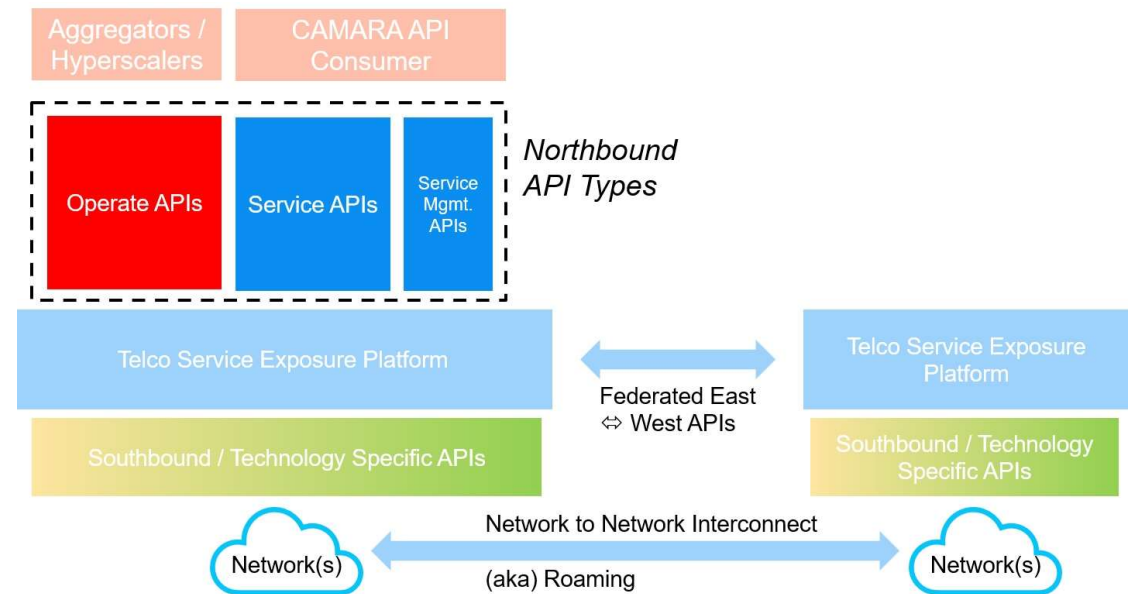 Aggregators /
Hyperscalers
CAMARA API
Consumer
Operate APIs
Service APIs
Service
Mgmt.
APIs
Northbound
API Types
Telco Service Exposure Platform
Federated East
⇔ West APIs
Telco Service Exposure
Platform
Southbound / Technology Specific APIs
Southbound / Technology
Specific APIs
Network(s)
Network to Network Interconnect
(aka) Roaming
Network(s)